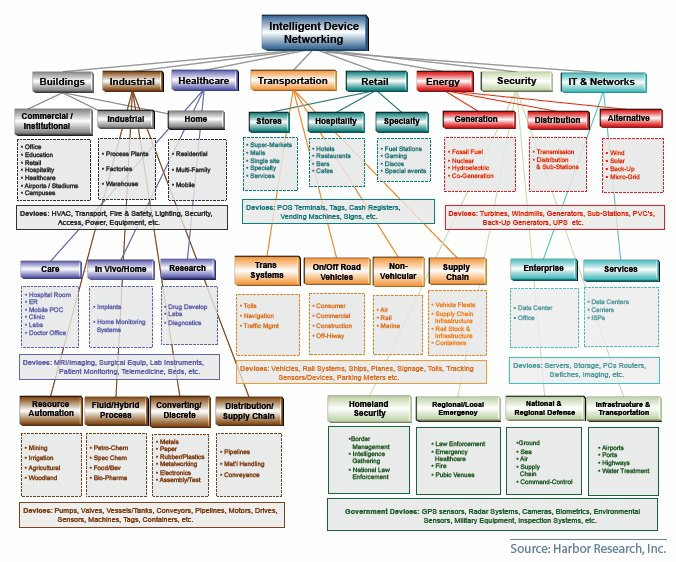 Intelligent Device
Networking
Buildings
Industrial
Healthcare
Transportation
Retail
Energy
Security
IT & Networks
Commercial /
Institutional
Industrial
Home
Stores
Hospitality
Specialty
Generation
Distribution
Alternative
• Office
• Education
• Retail
• Hospitality
• Healthcare
• Airports / Stadiums
• Campuses
• Process Plants
• Factories
• Warehouse
• Residential
• Multi-Family
• Mobile
• Super-Markets
• Malls
• Single site
• Specialty
• Services
• Hotels
• Restaurants
• Bars
• Cafes
• Fuel Stations
• Gaming
• Discos
• Special events
• Fossil Fuel
• Nuclear
• Hydroelectric
• Co-Generation
• Transmission
• Distribution
& Sub-Stations
• Wind
• Solar
• Back-Up
• Micro-Grid
Devices: HVAC, Transport, Fire & Safety, Lighting, Security,
Access, Power, Equipment, etc.
Devices: POS Terminals, Tags, Cash Registers,
Vending Machines, Signs, etc.
Devices: Turbines, Windmills, Generators, Sub-Stations, PVC's,
Back-Up Generators, UPS etc.
Care
In Vivo/Home
Research
Trans
Systems
On/Off Road
Vehicles
Non-
Vehicular
Supply
Chain
Enterprise
Services
• Hospital Room
• ER
• Mobile POC
• Clinic
• Labs
• Doctor Office
• Implants
• Home Monitoring
Systems
• Drug Develop
• Labs
• Diagnostics
• Tolls
• Navigation
• Traffic Mgmt
• Consumer
• Commercial
• Construction
• Off-Hiway
• Air
• Rail
• Marine
• Vehicle Fleets
• Supply Chain
Infrastructure
• Rail Stock &
Infrastructure
• Containers
• Data Center
• Office
• Data Centers
• Carriers
• ISPs
Devices: MRI/Imaging, Surgical Equip, Lab Instruments,
Patient Monitoring, Telemedicine, Beds, etc.
Devices: Vehicles, Rail Systems, Ships, Planes, Signage, Tolls, Tracking
Sensors/Devices, Parking Meters etc.
Devices: Servers, Storage, PCs Routers,
Switches, Imaging, etc.
Resource
Automation
Fluid/Hybrid
Process
Converting/
Discrete
Distribution/
Supply Chain
Homeland
Security
Regional/Local
Emergency
National &
Regional Defense
Infrastructure &
Transportation
• Mining
• Irrigation
• Agricultural
• Woodland
• Petro-Chem
• Spec Chem
• Food/Bev
• Bio-Pharma
• Metals
• Paper
• Rubber/Plastics
• Metalworking
• Electronics
• Assembly/Test
• Pipelines
• Mat'l Handling
• Conveyance
•Border
Management
•Intelligence
Gathering
•National Law
Enforcement
• Law Enforcement
• Emergency
Healthcare
• Fire
• Pubic Venues
•Ground
•Sea
• Air
• Supply
Chain
• Command-Control
• Airports
• Ports
• Highways
• Water Treatment
Devices: Pumps, Valves, Vessels/Tanks, Conveyors, Pipelines, Motors, Drives,
Sensors, Machines, Tags, Containers, etc.
Government Devices: GPS sensors, Radar Systems, Cameras, Biometrics, Environmental
Sensors, Military Equipment, Inspection Systems, etc,
Source: Harbor Research, Inc.